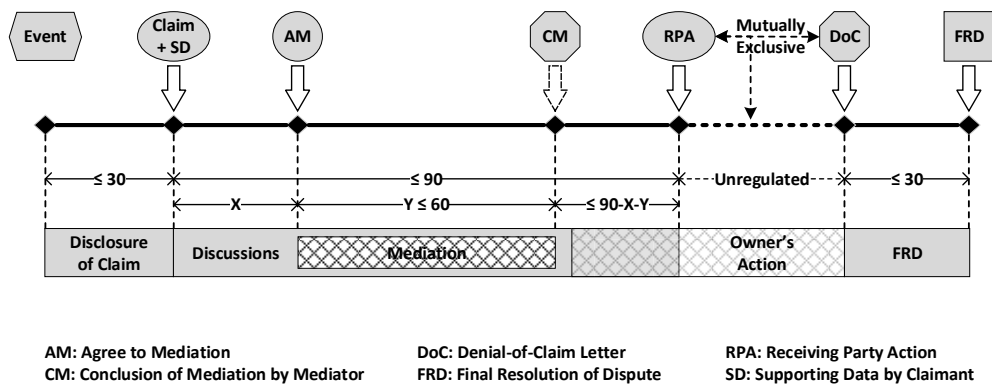 Event
Claim
+ SD
AM
CM
RPA
Mutually
Exclusive
DoC
FRD
≤ 30
≤ 90
Unregulated
≤ 30
X
Y ≤ 60
≤ 90-X-Y
Disclosure
of Claim
Discussions
Mediation
Owner's
Action
FRD
AM: Agree to Mediation
DoC: Denial-of-Claim Letter
RPA: Receiving Party Action
CM: Conclusion of Mediation by Mediator
FRD: Final Resolution of Dispute
SD: Supporting Data by Claimant